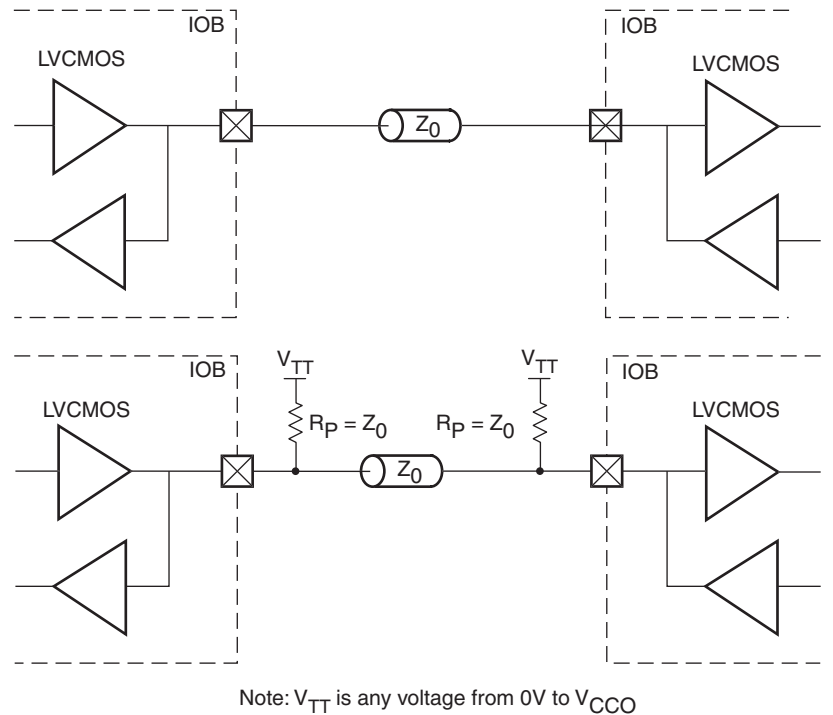 IOB
IOB
LVCMOS
LVCMOS
Z0
IOB
VTT
VTT
IOB
LVCMOS
RP = Z0
RP = Z0
LVCMOS
Z0
Note: VTT is any voltage from 0V to VCCO